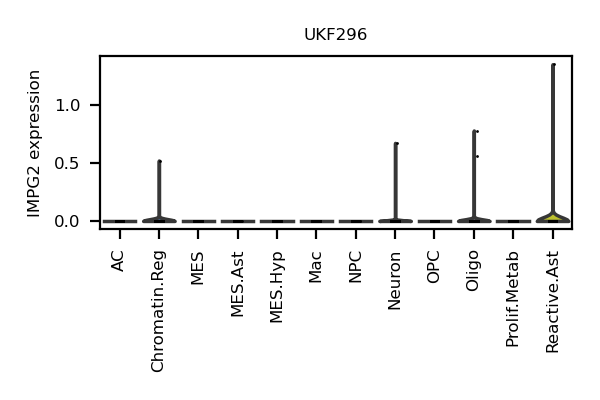 UKF296
IMPG2 expression
1.0
0.5
0.0
AC
Chromatin.Reg
MES
MES.Ast
MES.Hyp
Mac
NPC
Neuron
OPC
Oligo
Prolif.Metab
Reactive.Ast